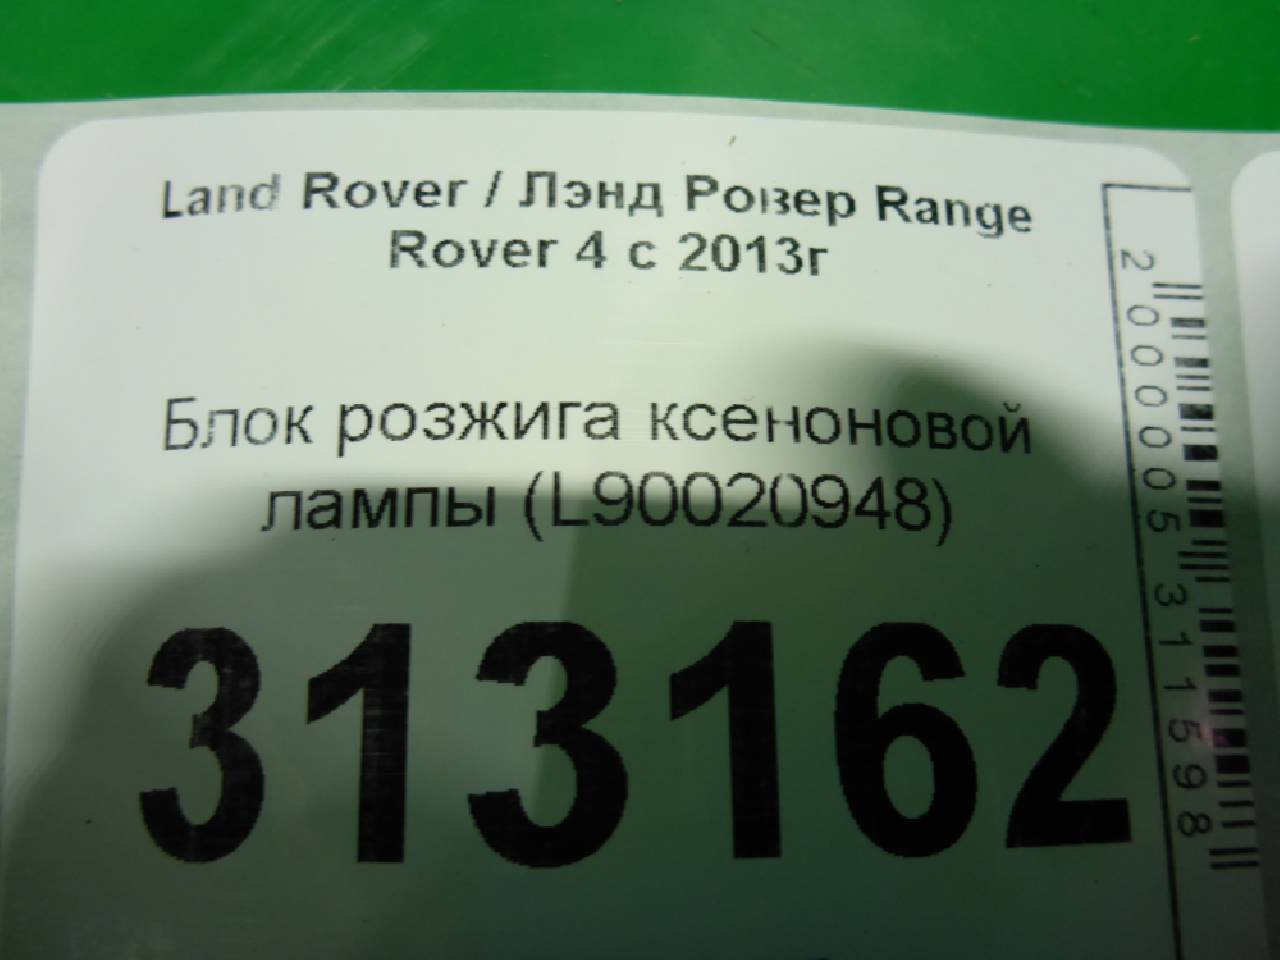 Land Rover / Лэнд Ровер Range
Rover 4 с 2013г
Блок розжига ксеноновой
лампы (L90020948)
313162
2000005311598